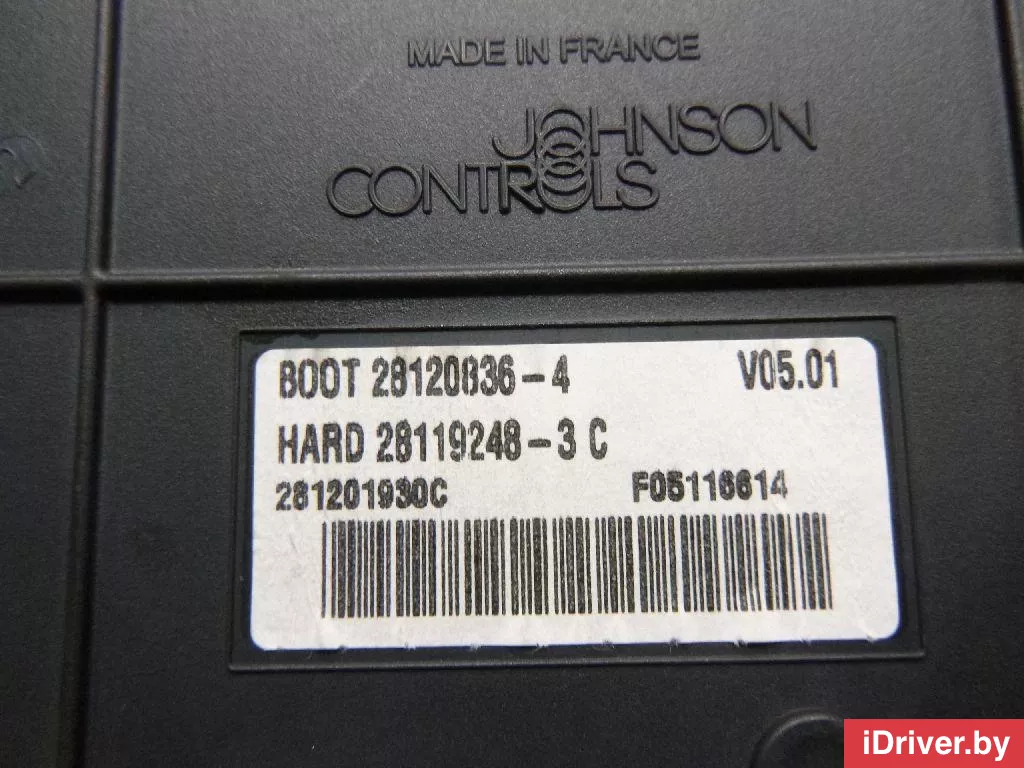 MADE IN FRANCE
JOHNSON
CONTROLS
BOOT 28120836-4 V05.01
HARD 28119248-3 C
281201930C F05116614
iDriver.by